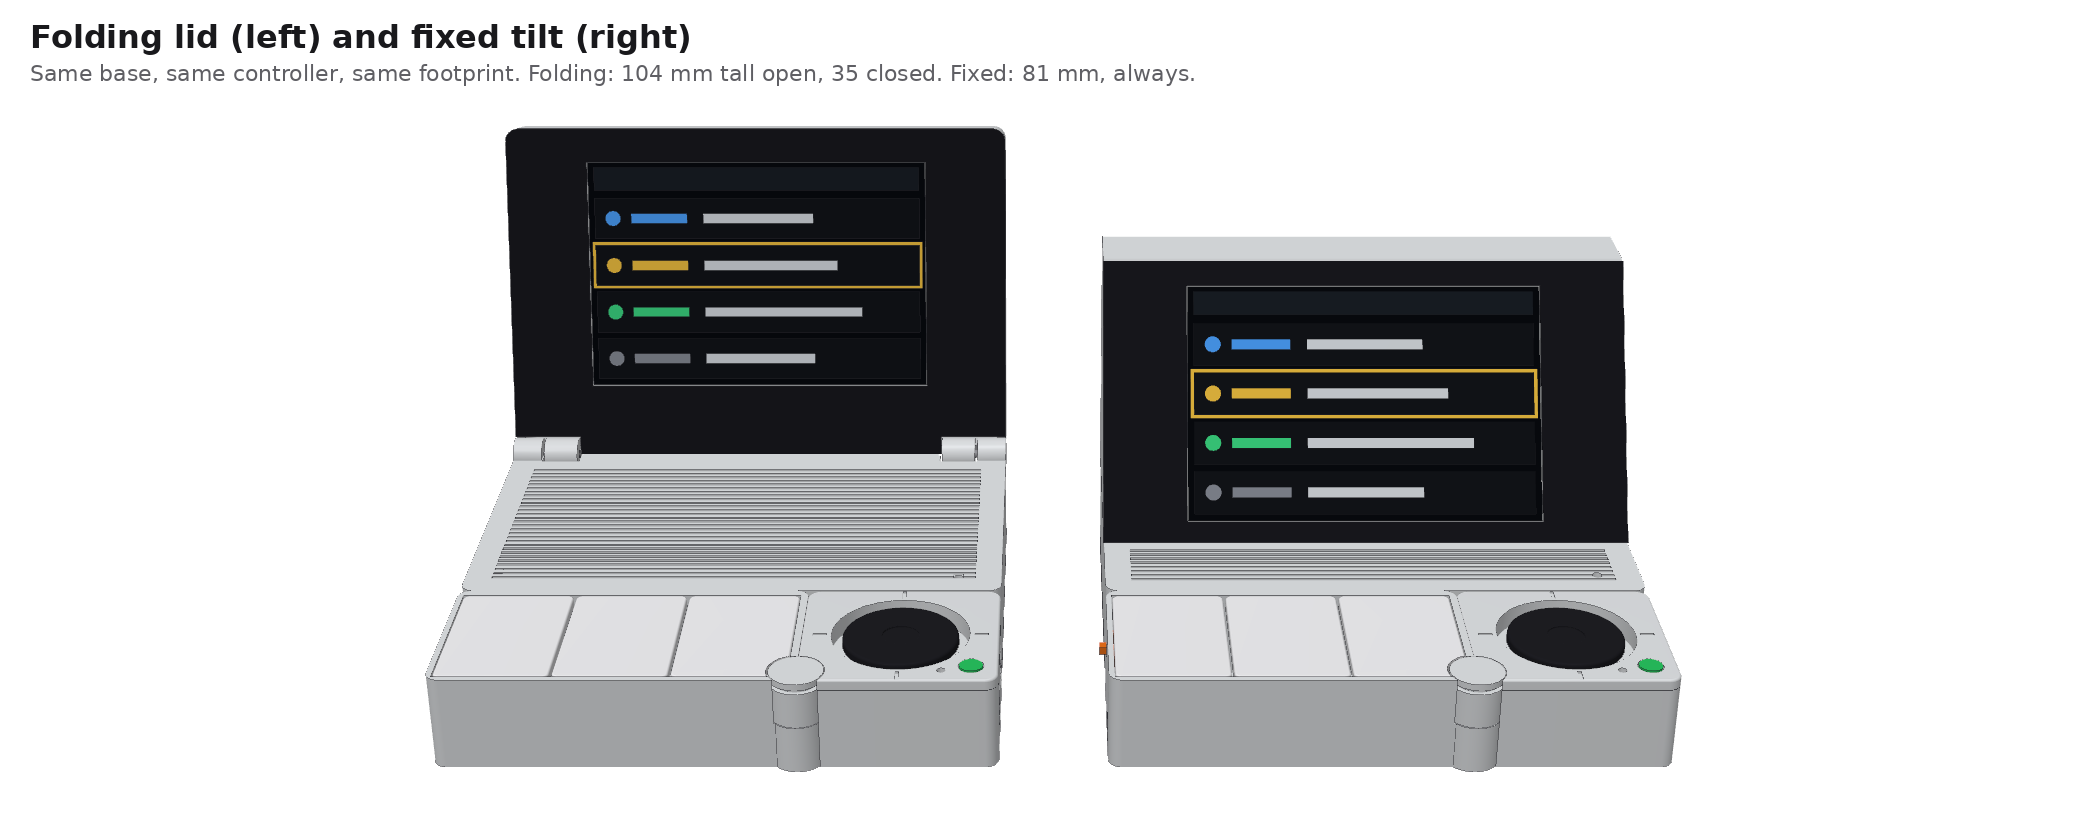 Folding lid (left) and fixed tilt (right)
Same base, same controller, same footprint. Folding: 104 mm tall open, 35 closed. Fixed: 81 mm, always.